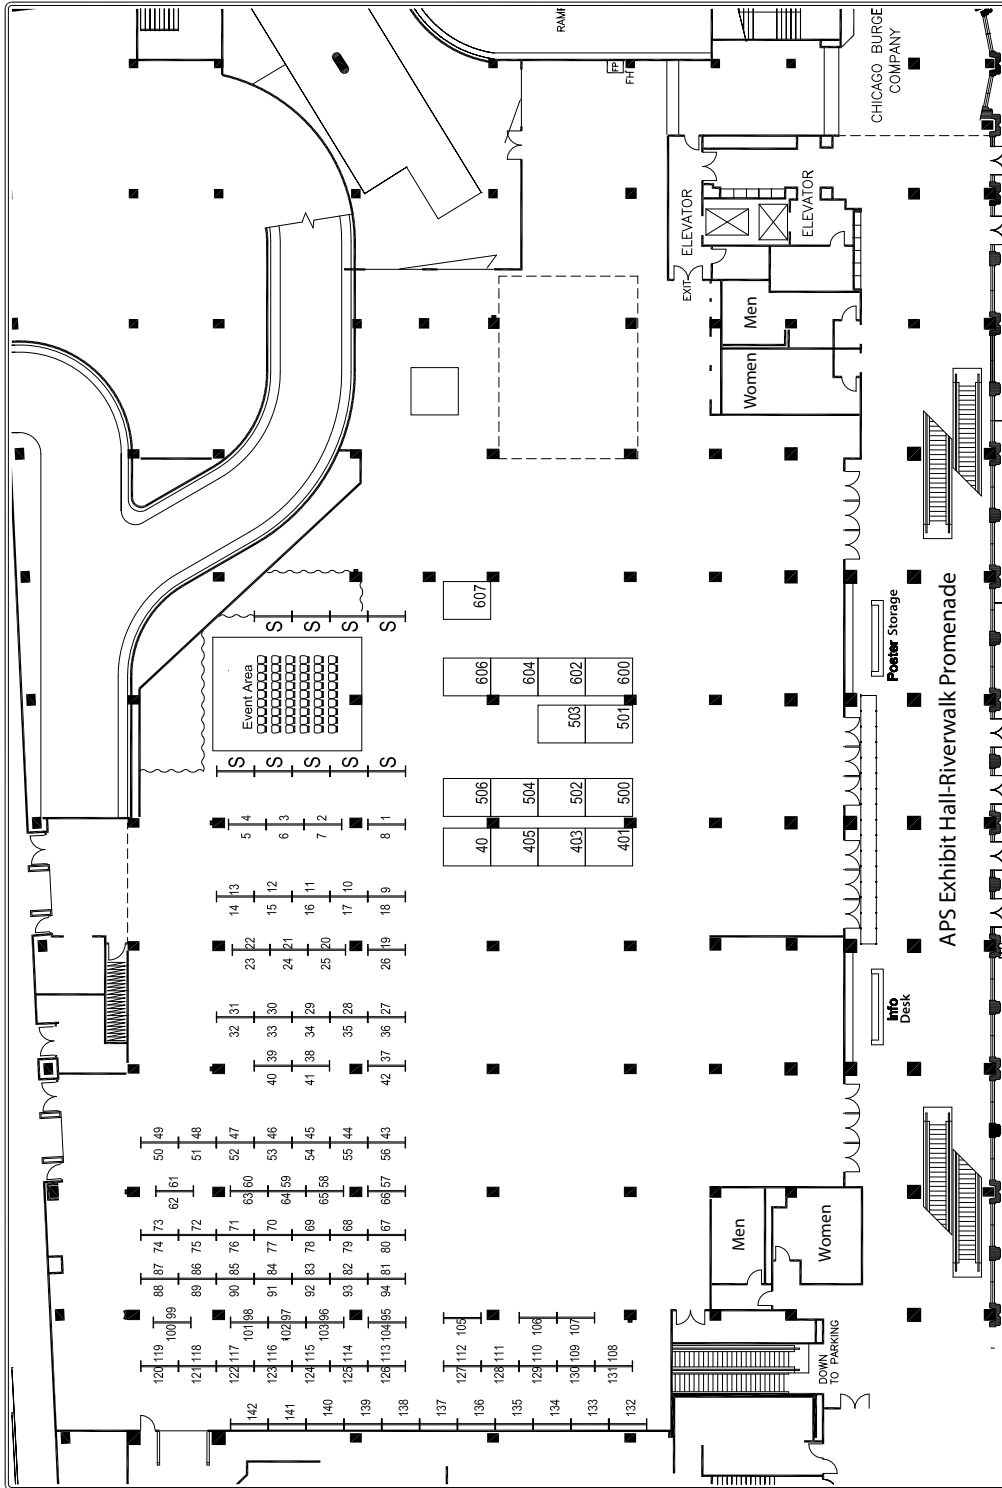 RAMP
FP
FH
CHICAGO BURGE
COMPANY
ELEVATOR
ELEVATOR
EXIT
Men
Women
607
Poster Storage
APS Exhibit Hall-Riverwalk Promenade
S S S S
Event Area
606 604 602 600
503 501
S S S S S
506 504 502 500
40 405 403 401
4 3 2 1
5 6 7 8
13 12 11 10 9
14 15 16 17 18
22 21 20 19
23 24 25 26
Info
Desk
31 30 29 28 27
32 33 34 35 36
39 38 37
40 41 42
49 48 47 46 45 44 43
50 51 52 53 54 55 56
61 60 59 58 57
62 63 64 65 66
Men
Women
73 72 71 70 69 68 67
74 75 76 77 78 79 80
87 86 85 84 83 82 81
88 89 90 91 92 93 94
99 98 97 96 95
100 101 102 103 104
105 106 107
DOWN
TO PARKING
119 118 117 116 115 114 113 112 111 110 109 108
120 121 122 123 124 125 126 127 128 129 130 131
142 141 140 139 138 137 136 135 134 133 132